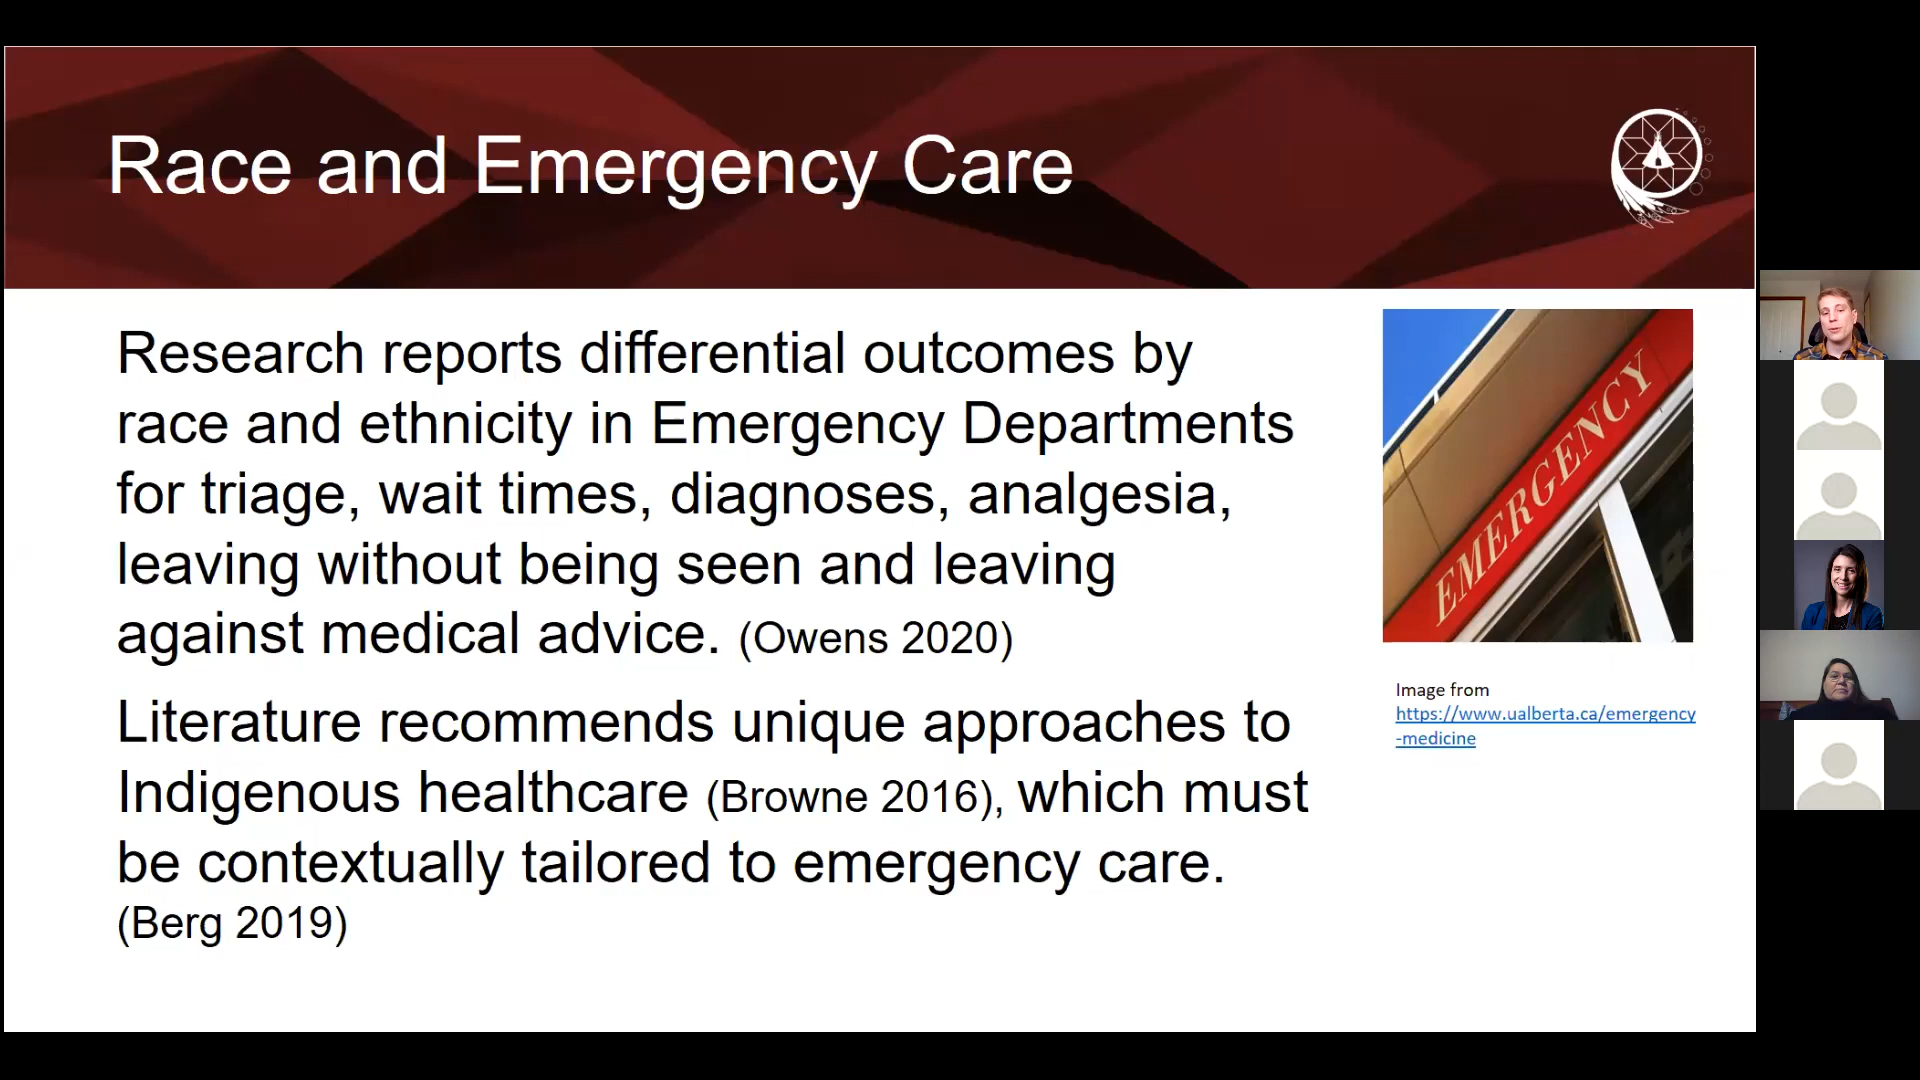 Race and Emergency Care
Research reports differential outcomes by
race and ethnicity in Emergency Departments
for triage, wait times, diagnoses, analgesia,
leaving without being seen and leaving
against medical advice. (Owens 2020)
Literature recommends unique approaches to
Indigenous healthcare (Browne 2016), which must
be contextually tailored to emergency care.
(Berg 2019)
EMERGENCY
Image from
https://www.ualberta.ca/emergency
-medicine